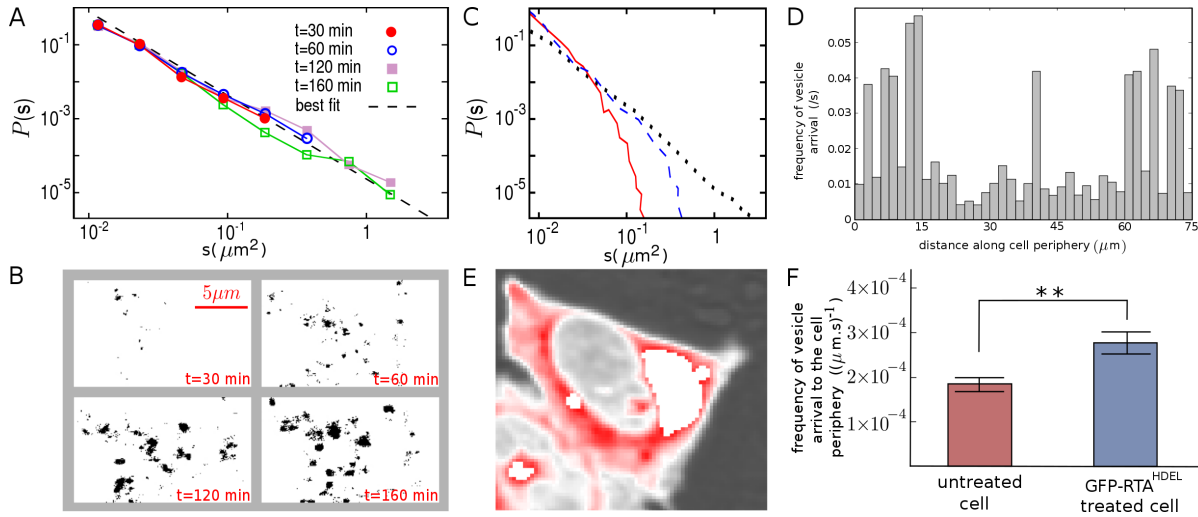 A
10^-1
10^-3
10^-5
P(s)
10^-2
10^-1
1
s( μm^2)
t=30 min
t=60 min
t=120 min
t=160 min
best fit
C
10^-1
10^-3
10^-5
P(s)
10^-2
10^-1
1
s( μm^2)
D
0.05
0.04
0.03
0.02
0.01
0
frequency of vesicle
arrival (/s)
15
30
45
60
75
distance along cell periphery (μm)
B
5μm
t=30 min
t=60 min
t=120 min
t=160 min
E
F
4×10^-4
3×10^-4
2×10^-4
1×10^-4
frequency of vesicle
arrival to the cell
periphery ((μm.s)^-1)
**
untreated
cell
GFP-RTA^HDEL
treated cell